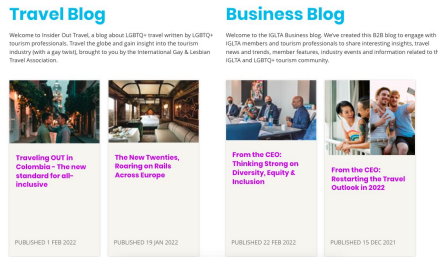 Travel Blog
Welcome to Insider Out Travel, a blog about LGBTQ+ travel written by LGBTQ+
tourism professionals. Travel the globe and gain insight into the tourism
industry (with a gay twist), brought to you by the International Gay & Lesbian
Travel Association.
Traveling OUT in
Colombia - The new
standard for all-
inclusive
PUBLISHED 1 FEB 2022
The New Twenties,
Roaring on Rails
Across Europe
PUBLISHED 19 JAN 2022
Business Blog
Welcome to the IGLTA Business blog. We've created this B2B blog to engage with
IGLTA members and tourism professionals to share interesting insights, travel
news and trends, member features, industry events and information related to th
IGLTA and LGBTQ+ tourism community.
From the CEO:
Thinking Strong on
Diversity, Equity &
Inclusion
PUBLISHED 22 FEB 2022
From the CEO:
Restarting the Travel
Outlook in 2022
PUBLISHED 15 DEC 2021